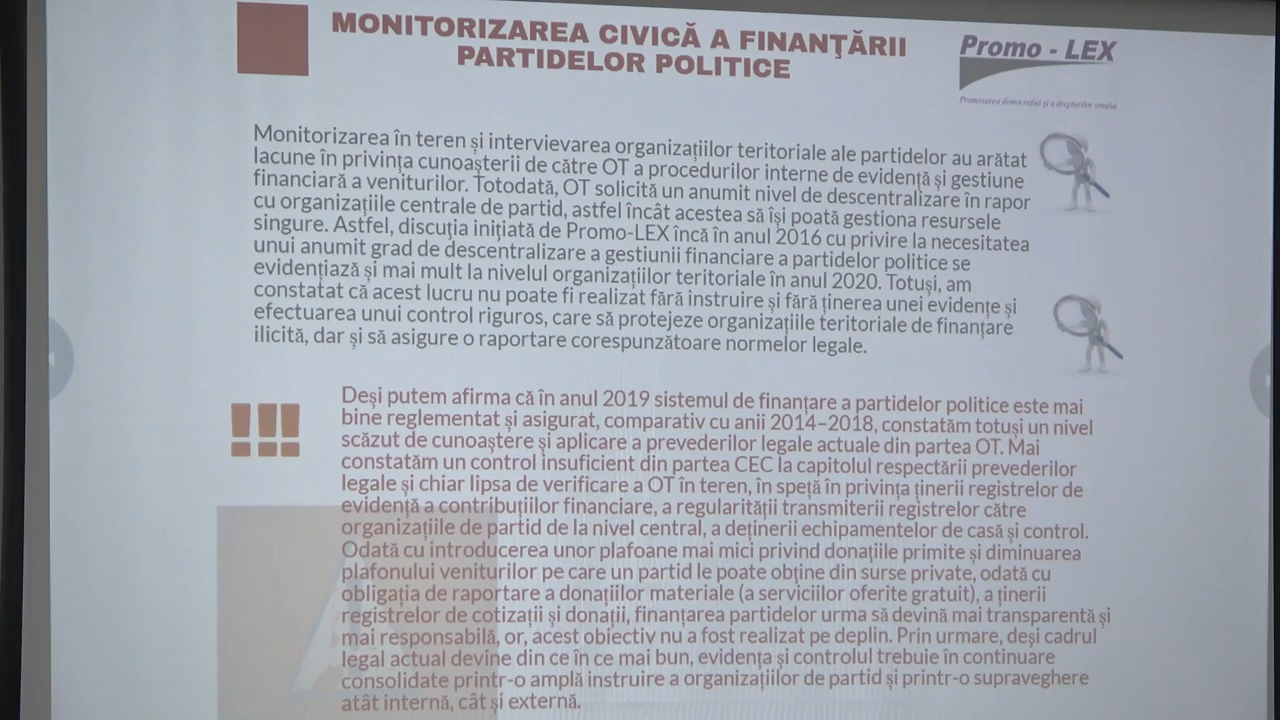 MONITORIZAREA CIVICĂ A FINANŢĂRII
PARTIDELOR POLITICE
Promo - LEX
Promovarea democrației și a drepturilor omului
Monitorizarea în teren și intervievarea organizațiilor teritoriale ale partidelor au arătat
lacune în privința cunoașterii de către OT a procedurilor interne de evidență și gestiune
financiară a veniturilor. Totodată, OT solicită un anumit nivel de descentralizare în rapor
cu organizațiile centrale de partid, astfel încât acestea să își poată gestiona resursele
singure. Astfel, discuția inițiată de Promo-LEX încă în anul 2016 cu privire la necesitatea
unui anumit grad de descentralizare a gestiunii financiare a partidelor politice se
evidențiază și mai mult la nivelul organizațiilor teritoriale în anul 2020. Totuși, am
constatat că acest lucru nu poate fi realizat fără instruire și fără ținerea unei evidențe și
efectuarea unui control riguros, care să protejeze organizațiile teritoriale de finanțare
ilicită, dar și să asigure o raportare corespunzătoare normelor legale.
!!!
Deși putem afirma că în anul 2019 sistemul de finanțare a partidelor politice este mai
bine reglementat și asigurat, comparativ cu anii 2014–2018, constatăm totuși un nivel
scăzut de cunoaștere și aplicare a prevederilor legale actuale din partea OT. Mai
constatăm un control insuficient din partea CEC la capitolul respectării prevederilor
legale și chiar lipsa de verificare a OT în teren, în speță în privința ținerii registrelor de
evidență a contribuțiilor financiare, a regularității transmiterii registrelor către
organizațiile de partid de la nivel central, a deținerii echipamentelor de casă și control.
Odată cu introducerea unor plafoane mai mici privind donațiile primite și diminuarea
plafonului veniturilor pe care un partid le poate obține din surse private, odată cu
obligația de raportare a donațiilor materiale (a serviciilor oferite gratuit), a ținerii
registrelor de cotizații și donații, finanțarea partidelor urma să devină mai transparentă și
mai responsabilă, or, acest obiectiv nu a fost realizat pe deplin. Prin urmare, deși cadrul
legal actual devine din ce în ce mai bun, evidența și controlul trebuie în continuare
consolidate printr-o amplă instruire a organizațiilor de partid și printr-o supraveghere
atât internă, cât și externă.